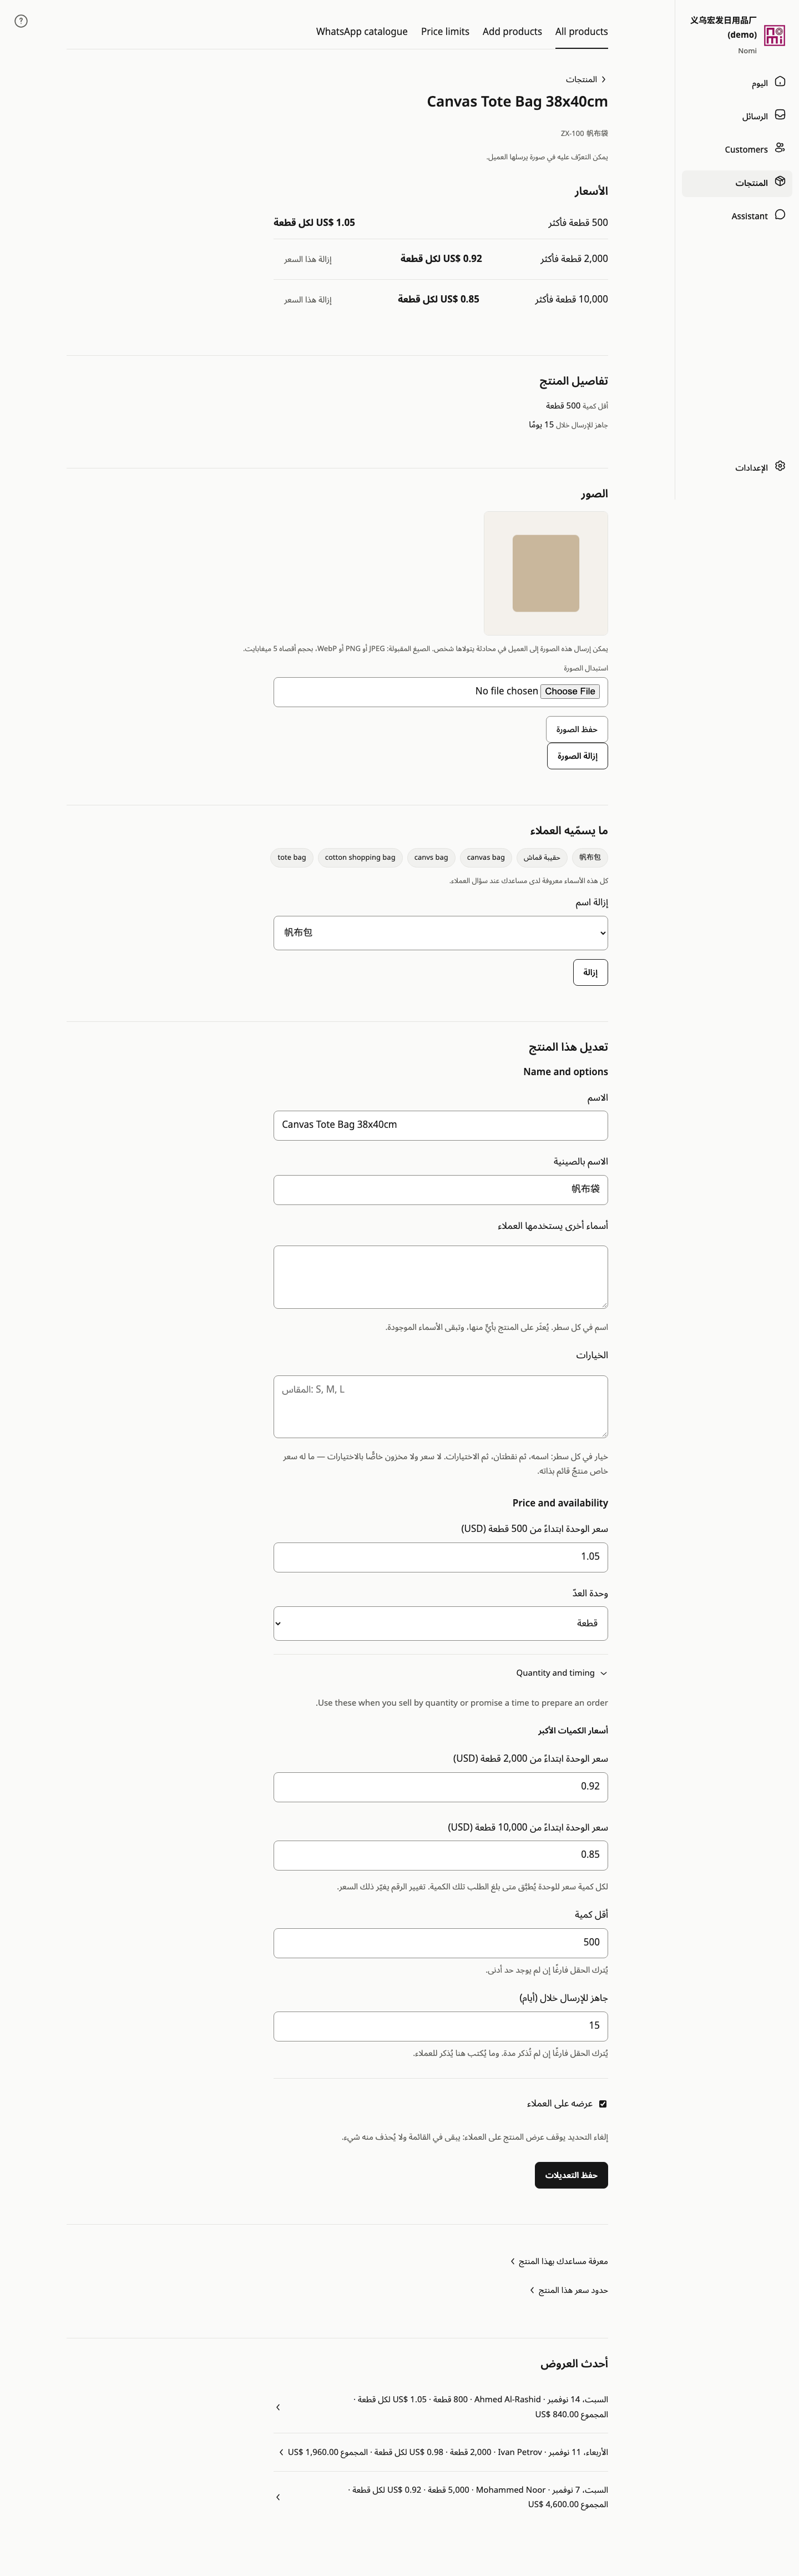 义乌宏发日用品厂
(demo)
Nomi
اليوم
الرسائل
Customers
المنتجات
Assistant
الإعدادات
All products
Add products
Price limits
WhatsApp catalogue
المنتجات
Canvas Tote Bag 38x40cm
ZX-100 帆布袋
يمكن التعرّف عليه في صورة يرسلها العميل.
الأسعار
500 قطعة فأكثر
US$ 1.05 لكل قطعة
2,000 قطعة فأكثر
US$ 0.92 لكل قطعة
إزالة هذا السعر
10,000 قطعة فأكثر
US$ 0.85 لكل قطعة
إزالة هذا السعر
تفاصيل المنتج
أقل كمية 500 قطعة
جاهز للإرسال خلال 15 يومًا
الصور
يمكن إرسال هذه الصورة إلى العميل في محادثة يتولاها شخص. الصيغ المقبولة: JPEG أو PNG أو WebP، بحجم أقصاه 5 ميغابايت.
استبدال الصورة
Choose File No file chosen
حفظ الصورة
إزالة الصورة
ما يسمّيه العملاء
帆布包
حقيبة قماش
canvas bag
canvs bag
cotton shopping bag
tote bag
كل هذه الأسماء معروفة لدى مساعدك عند سؤال العملاء.
إزالة اسم
帆布包
إزالة
تعديل هذا المنتج
Name and options
الاسم
Canvas Tote Bag 38x40cm
الاسم بالصينية
帆布袋
أسماء أخرى يستخدمها العملاء
اسم في كل سطر. يُعثَر على المنتج بأيٍّ منها، وتبقى الأسماء الموجودة.
الخيارات
المقاس: S, M, L
خيار في كل سطر: اسمه، ثم نقطتان، ثم الاختيارات. لا سعر ولا مخزون خاصًّا بالاختيارات — ما له سعر
خاص منتجٌ قائم بذاته.
Price and availability
سعر الوحدة ابتداءً من 500 قطعة (USD)
1.05
وحدة العدّ
قطعة
Quantity and timing
Use these when you sell by quantity or promise a time to prepare an order.
أسعار الكميات الأكبر
سعر الوحدة ابتداءً من 2,000 قطعة (USD)
0.92
سعر الوحدة ابتداءً من 10,000 قطعة (USD)
0.85
لكل كمية سعر للوحدة يُطبَّق متى بلغ الطلب تلك الكمية. تغيير الرقم يغيّر ذلك السعر.
أقل كمية
500
يُترك الحقل فارغًا إن لم يوجد حد أدنى.
جاهز للإرسال خلال (أيام)
15
يُترك الحقل فارغًا إن لم تُذكر مدة. وما يُكتب هنا يُذكر للعملاء.
عرضه على العملاء
إلغاء التحديد يوقف عرض المنتج على العملاء: يبقى في القائمة ولا يُحذف منه شيء.
حفظ التعديلات
معرفة مساعدك بهذا المنتج
حدود سعر هذا المنتج
أحدث العروض
السبت، 14 نوفمبر · Ahmed Al-Rashid · 800 قطعة · US$ 1.05 لكل قطعة ·
المجموع US$ 840.00
الأربعاء، 11 نوفمبر · Ivan Petrov · 2,000 قطعة · US$ 0.98 لكل قطعة · المجموع US$ 1,960.00
السبت، 7 نوفمبر · Mohammed Noor · 5,000 قطعة · US$ 0.92 لكل قطعة ·
المجموع US$ 4,600.00